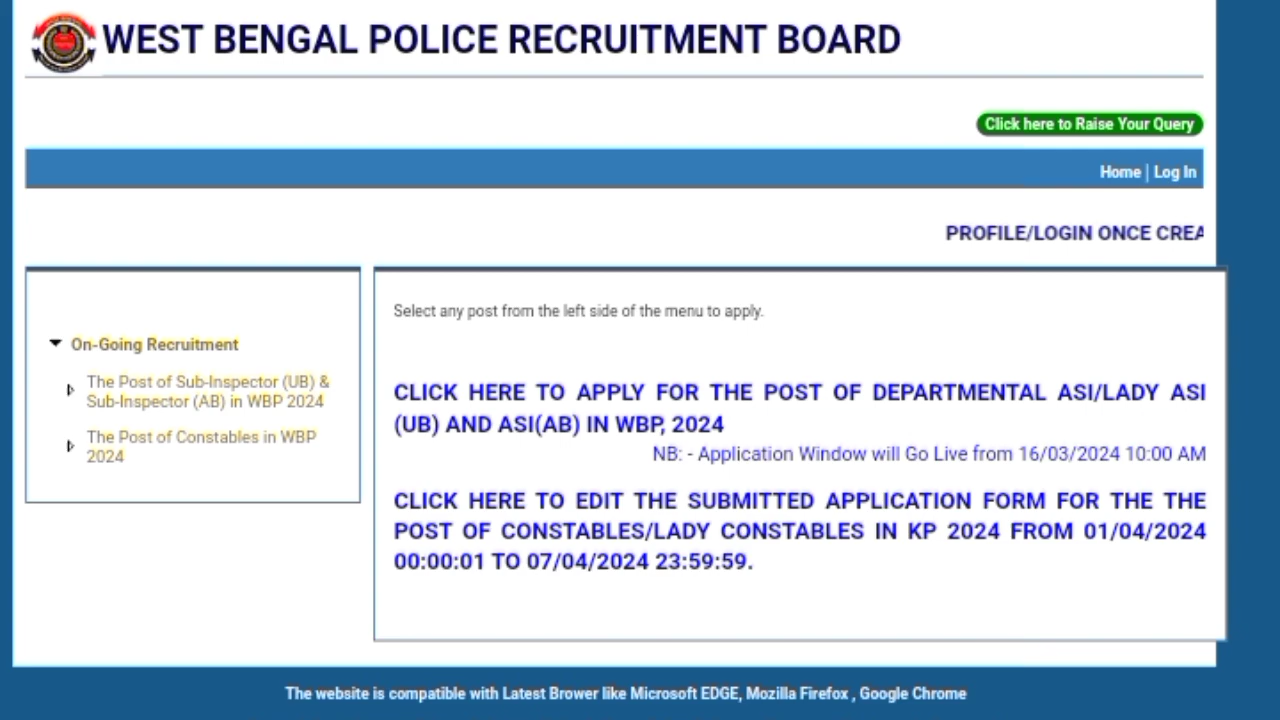 WEST BENGAL POLICE RECRUITMENT BOARD
Click here to Raise Your Query
Home | Log In
PROFILE/LOGIN ONCE CREA
On-Going Recruitment
The Post of Sub-Inspector (UB) &
Sub-Inspector (AB) in WBP 2024
The Post of Constables in WBP
2024
Select any post from the left side of the menu to apply.
CLICK HERE TO APPLY FOR THE POST OF DEPARTMENTAL ASI/LADY ASI
(UB) AND ASI(AB) IN WBP, 2024
NB: - Application Window will Go Live from 16/03/2024 10:00 AM
CLICK HERE TO EDIT THE SUBMITTED APPLICATION FORM FOR THE THE
POST OF CONSTABLES/LADY CONSTABLES IN KP 2024 FROM 01/04/2024
00:00:01 TO 07/04/2024 23:59:59.
The website is compatible with Latest Brower like Microsoft EDGE, Mozilla Firefox , Google Chrome